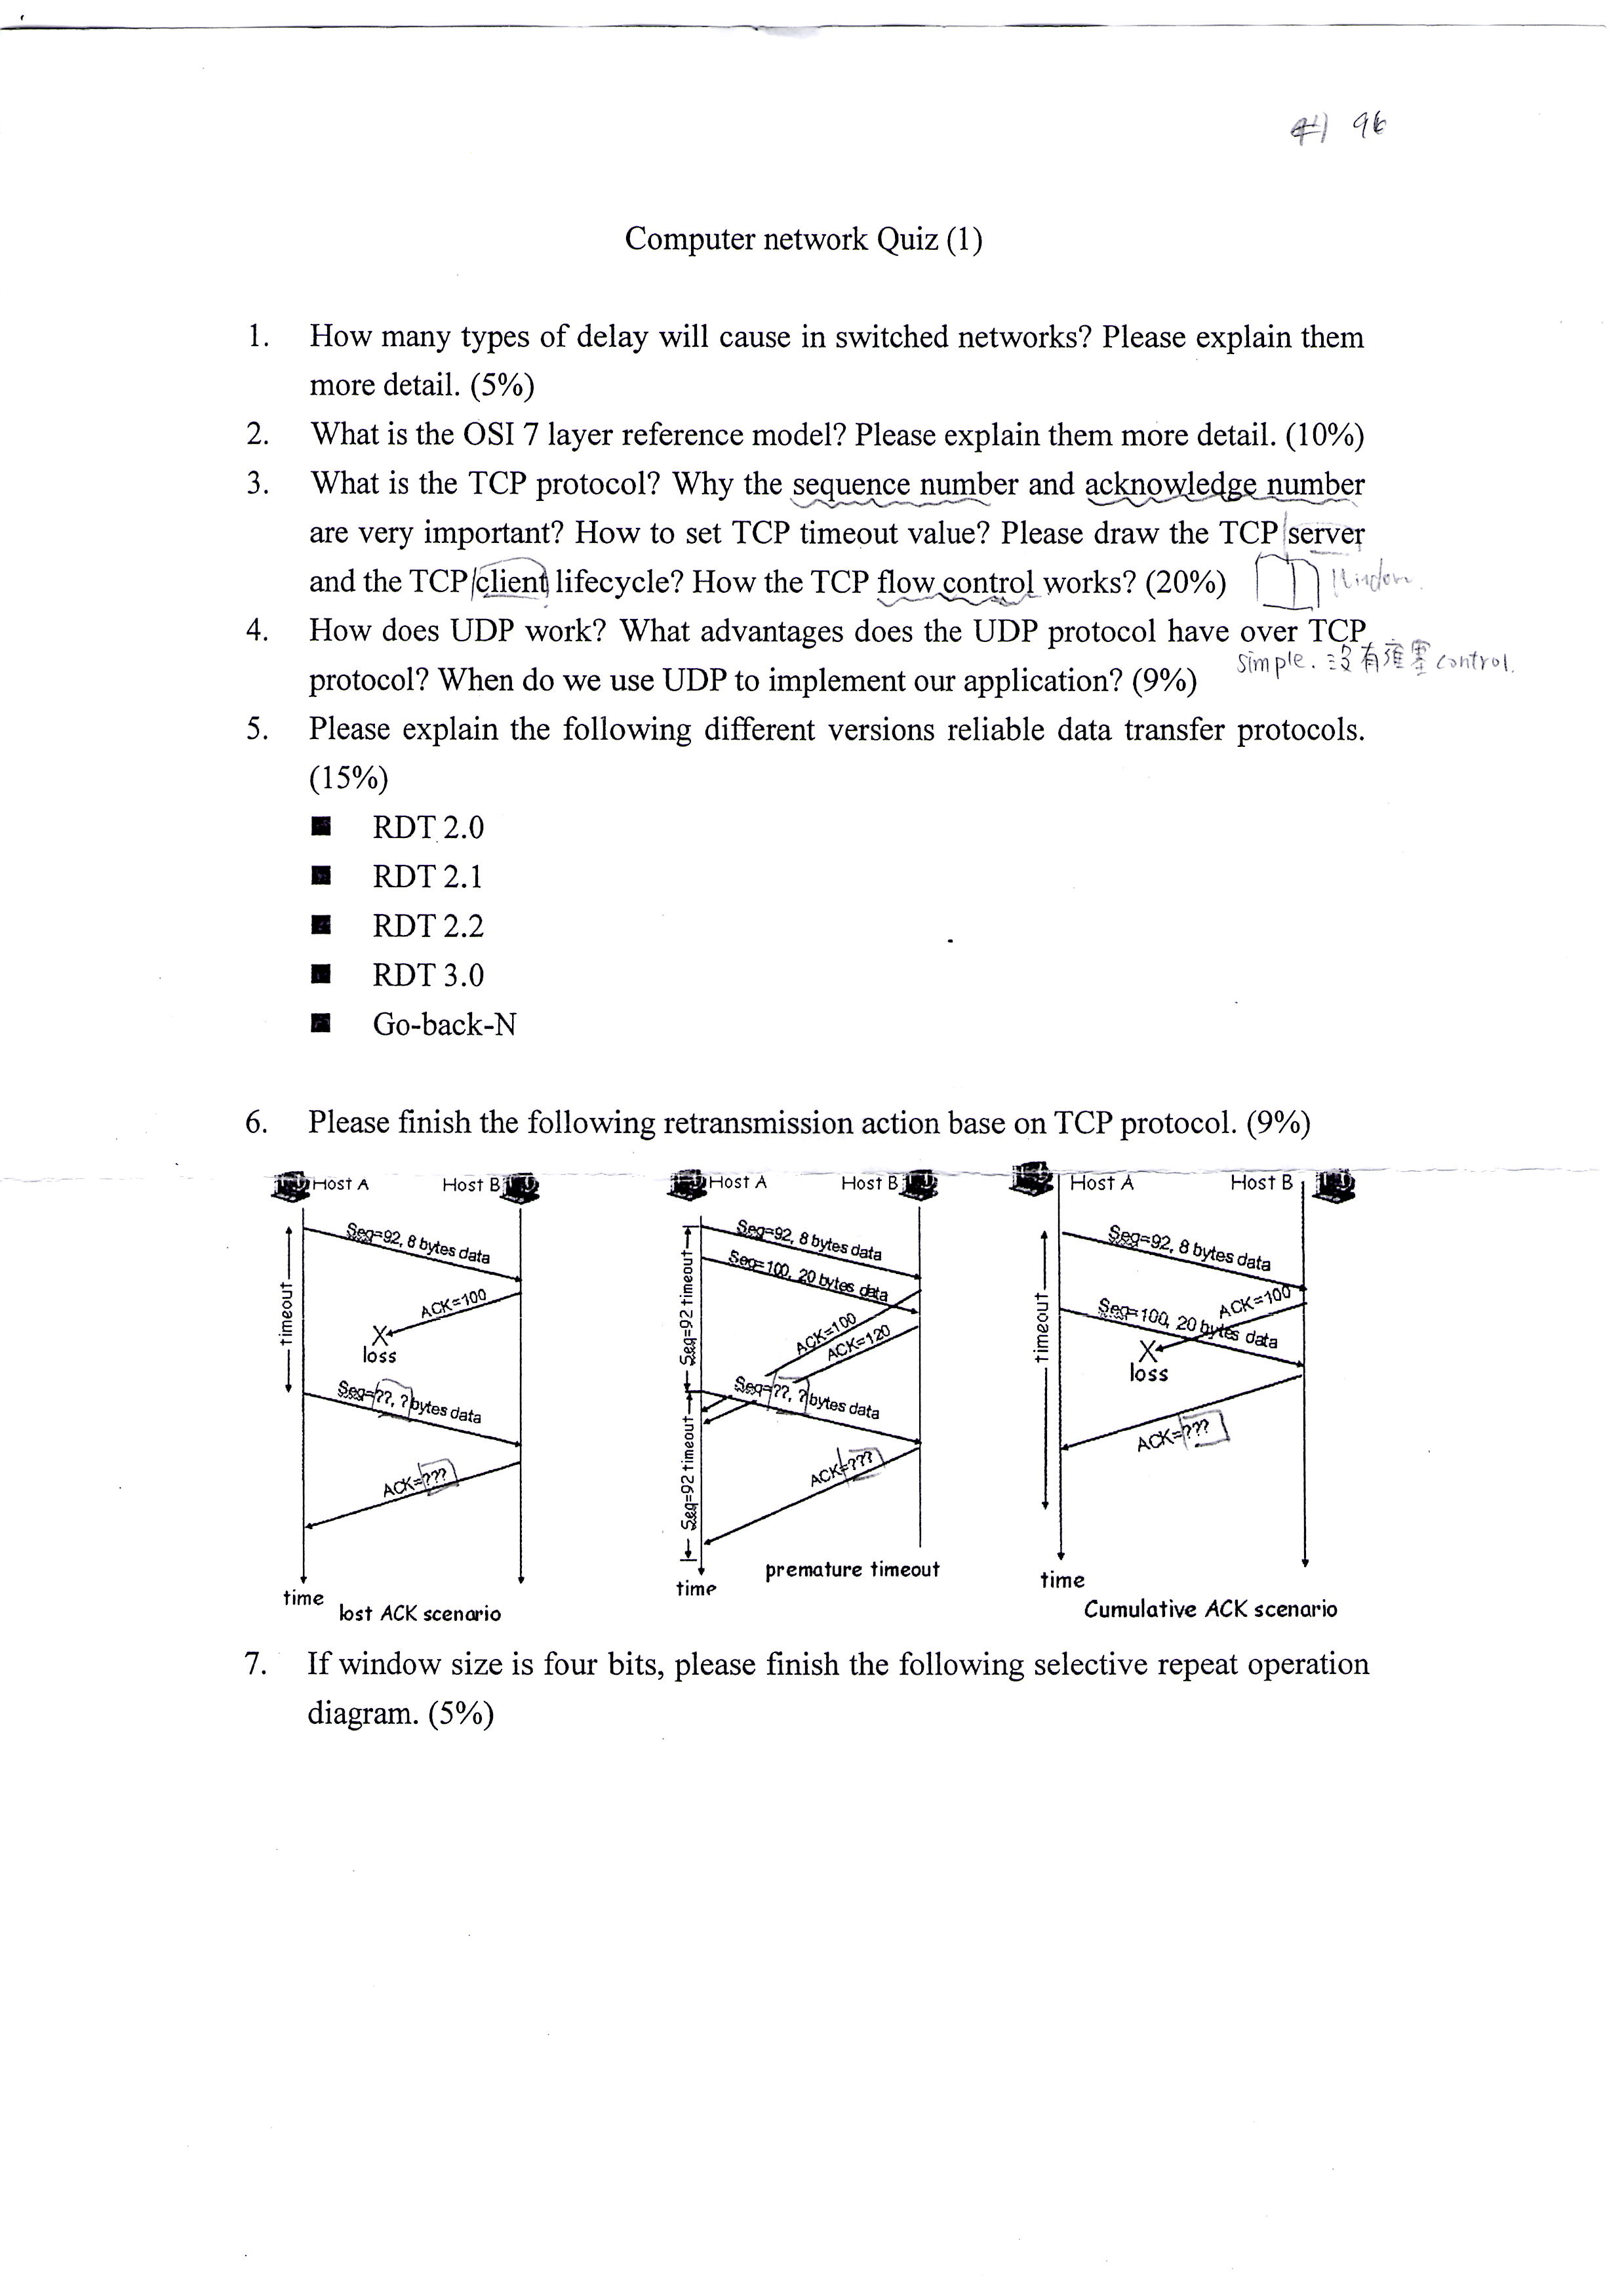 96
Computer network Quiz (1)
1. How many types of delay will cause in switched networks? Please explain them
more detail. (5%)
2. What is the OSI 7 layer reference model? Please explain them more detail. (10%)
3. What is the TCP protocol? Why the sequence number and acknowledge number
are very important? How to set TCP timeout value? Please draw the TCP server
and the TCP client lifecycle? How the TCP flow control works? (20%)
4. How does UDP work? What advantages does the UDP protocol have over TCP
simple. 沒有壅塞 control.
protocol? When do we use UDP to implement our application? (9%)
5. Please explain the following different versions reliable data transfer protocols.
(15%)
■ RDT 2.0
■ RDT 2.1
■ RDT 2.2
■ RDT 3.0
■ Go-back-N
6. Please finish the following retransmission action base on TCP protocol. (9%)
Host A Host B
Seq=92, 8 bytes data
timeout
ACK=100
X
loss
Seq=??, ? bytes data
ACK=???
time
lost ACK scenario
Host A Host B
Seq=92, 8 bytes data
Seq=100, 20 bytes data
Seq=92 timeout
ACK=100
ACK=120
Seq=??, ? bytes data
Seq=92 timeout
ACK=???
time
premature timeout
Host A Host B
Seq=92, 8 bytes data
timeout
ACK=100
Seq=100, 20 bytes data
X
loss
ACK=???
time
Cumulative ACK scenario
7. If window size is four bits, please finish the following selective repeat operation
diagram. (5%)